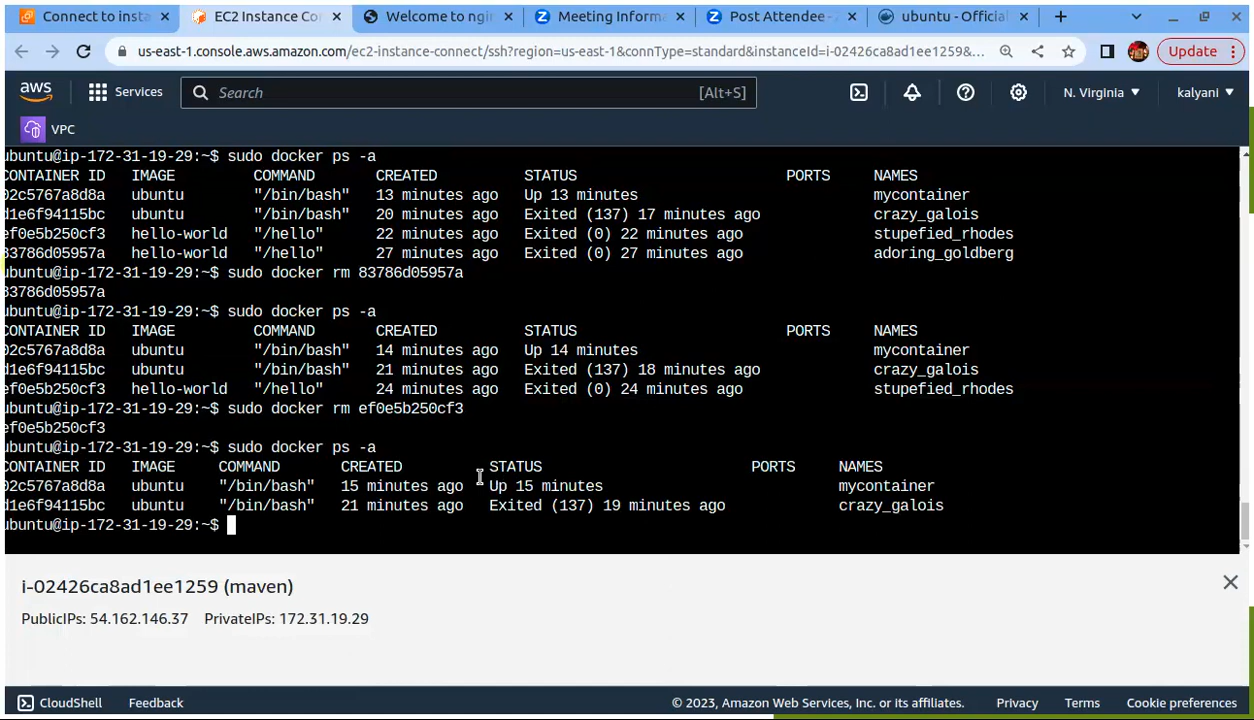 Connect to insta
EC2 Instance Co
Welcome to ngi
Meeting Informa
Post Attendee -
ubuntu - Official
us-east-1.console.aws.amazon.com/ec2-instance-connect/ssh?region=us-east-1&connType=standard&instanceId=i-02426ca8ad1ee1259&...
Update
aws
Services
Search
[Alt+S]
N. Virginia
kalyani
VPC
ubuntu@ip-172-31-19-29:~$ sudo docker ps -a
CONTAINER ID IMAGE COMMAND CREATED STATUS PORTS NAMES
02c5767a8d8a ubuntu "/bin/bash" 13 minutes ago Up 13 minutes mycontainer
d1e6f94115bc ubuntu "/bin/bash" 20 minutes ago Exited (137) 17 minutes ago crazy_galois
ef0e5b250cf3 hello-world "/hello" 22 minutes ago Exited (0) 22 minutes ago stupefied_rhodes
83786d05957a hello-world "/hello" 27 minutes ago Exited (0) 27 minutes ago adoring_goldberg
ubuntu@ip-172-31-19-29:~$ sudo docker rm 83786d05957a
83786d05957a
ubuntu@ip-172-31-19-29:~$ sudo docker ps -a
CONTAINER ID IMAGE COMMAND CREATED STATUS PORTS NAMES
02c5767a8d8a ubuntu "/bin/bash" 14 minutes ago Up 14 minutes mycontainer
d1e6f94115bc ubuntu "/bin/bash" 21 minutes ago Exited (137) 18 minutes ago crazy_galois
ef0e5b250cf3 hello-world "/hello" 24 minutes ago Exited (0) 24 minutes ago stupefied_rhodes
ubuntu@ip-172-31-19-29:~$ sudo docker rm ef0e5b250cf3
ef0e5b250cf3
ubuntu@ip-172-31-19-29:~$ sudo docker ps -a
CONTAINER ID IMAGE COMMAND CREATED STATUS PORTS NAMES
02c5767a8d8a ubuntu "/bin/bash" 15 minutes ago Up 15 minutes mycontainer
d1e6f94115bc ubuntu "/bin/bash" 21 minutes ago Exited (137) 19 minutes ago crazy_galois
ubuntu@ip-172-31-19-29:~$
i-02426ca8ad1ee1259 (maven)
PublicIPs: 54.162.146.37 PrivateIPs: 172.31.19.29
CloudShell
Feedback
© 2023, Amazon Web Services, Inc. or its affiliates.
Privacy
Terms
Cookie preferences